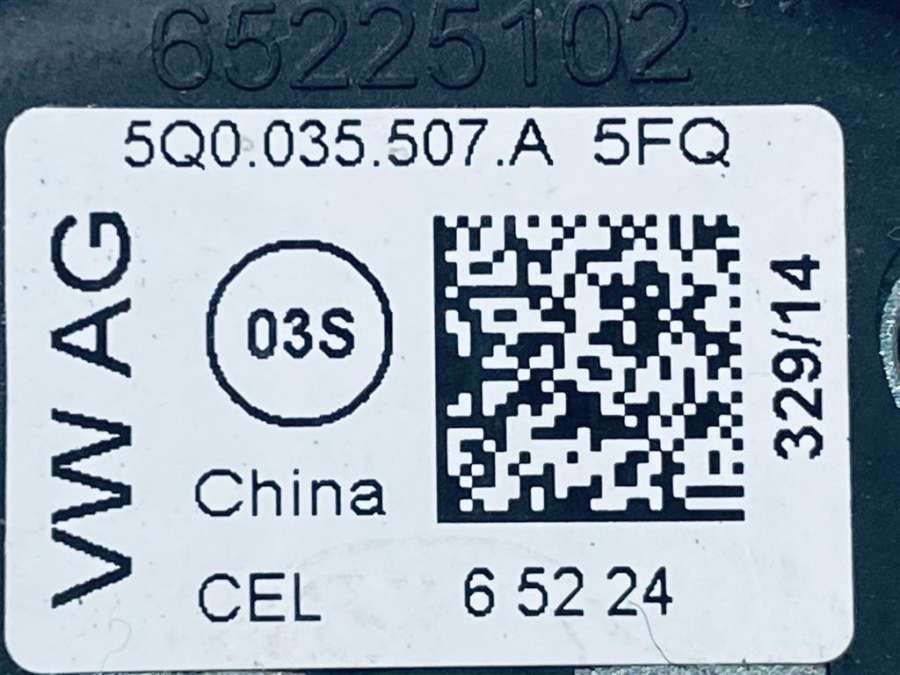 65225102
5Q0.035.507.A 5FQ
VW AG
03S
329/14
China
CEL 6 52 24